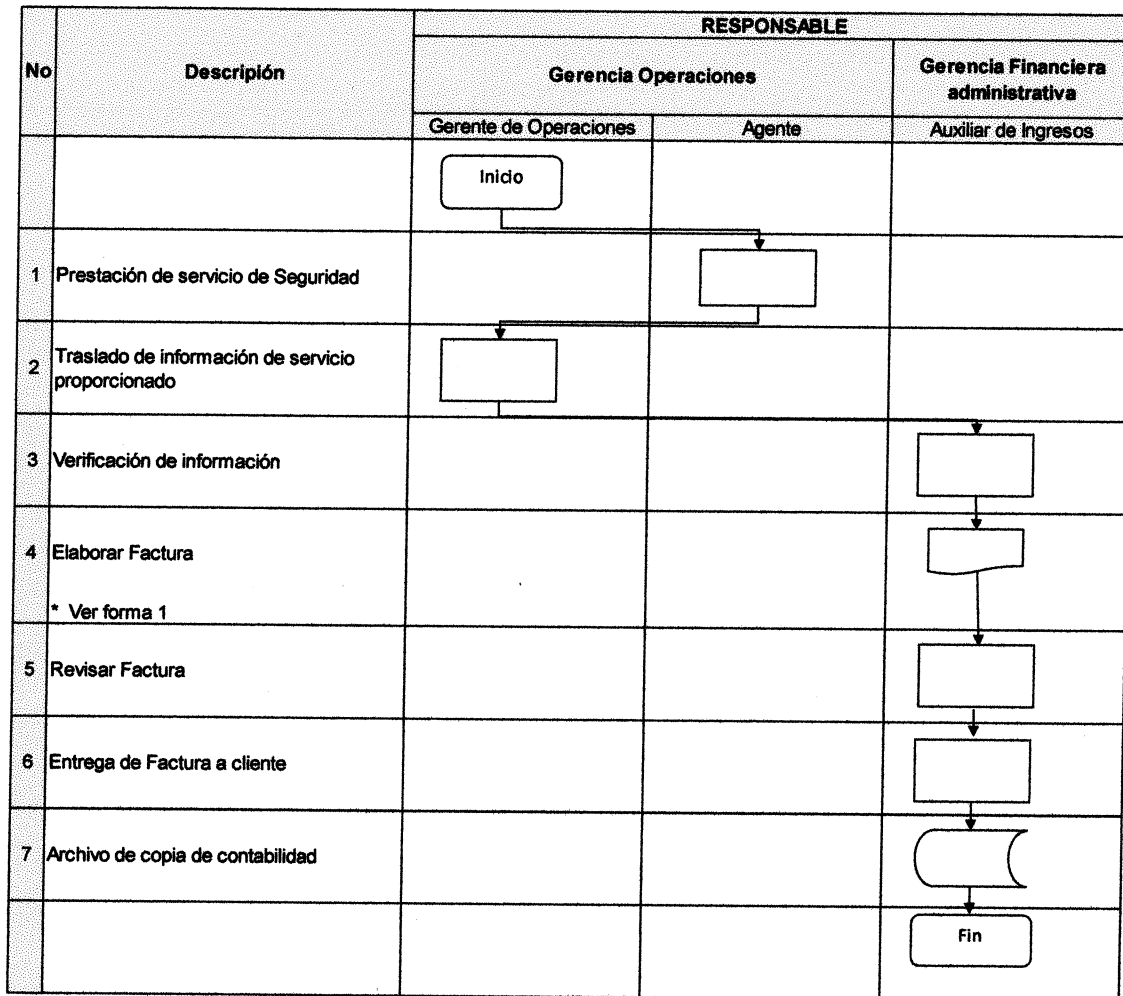 RESPONSABLE
No
Descripión
Gerencia Operaciones
Gerencia Financiera
administrativa
Gerente de Operaciones
Agente
Auxiliar de Ingresos
Inicio
1 Prestación de servicio de Seguridad
2 Traslado de información de servicio
proporcionado
3 Verificación de información
4 Elaborar Factura
* Ver forma 1
5 Revisar Factura
6 Entrega de Factura a cliente
7 Archivo de copia de contabilidad
Fin